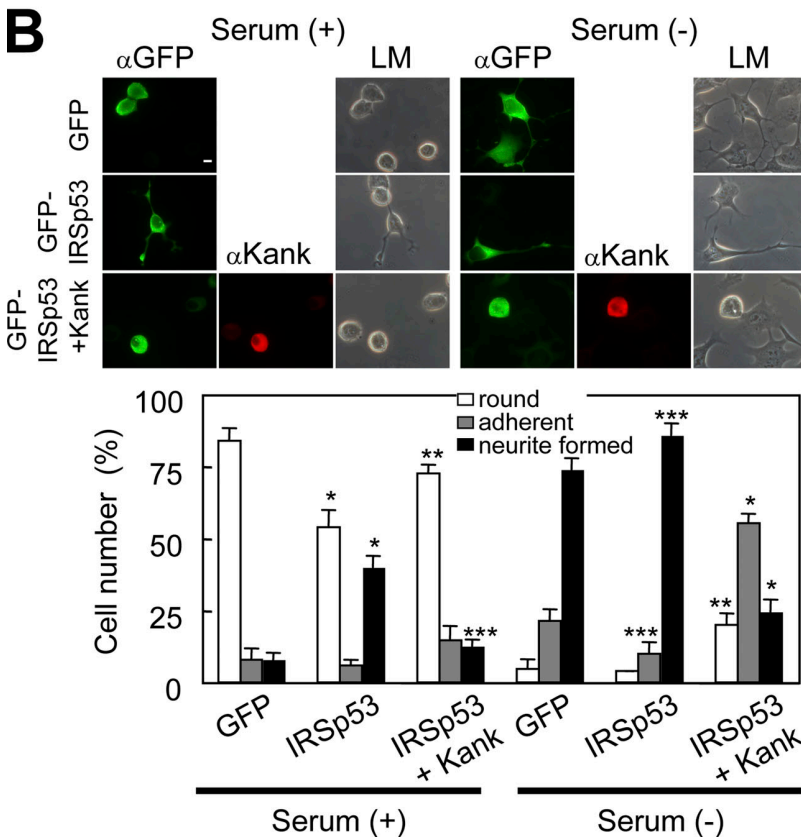 B
Serum (+)
Serum (-)
αGFP
LM
αGFP
LM
GFP
GFP-
IRSp53
αKank
αKank
GFP-
IRSp53
+Kank
Cell number (%)
100
75
50
25
0
round
adherent
neurite formed
*
*
**
***
***
***
**
*
*
GFP
IRSp53
IRSp53
+ Kank
GFP
IRSp53
IRSp53
+ Kank
Serum (+)
Serum (-)